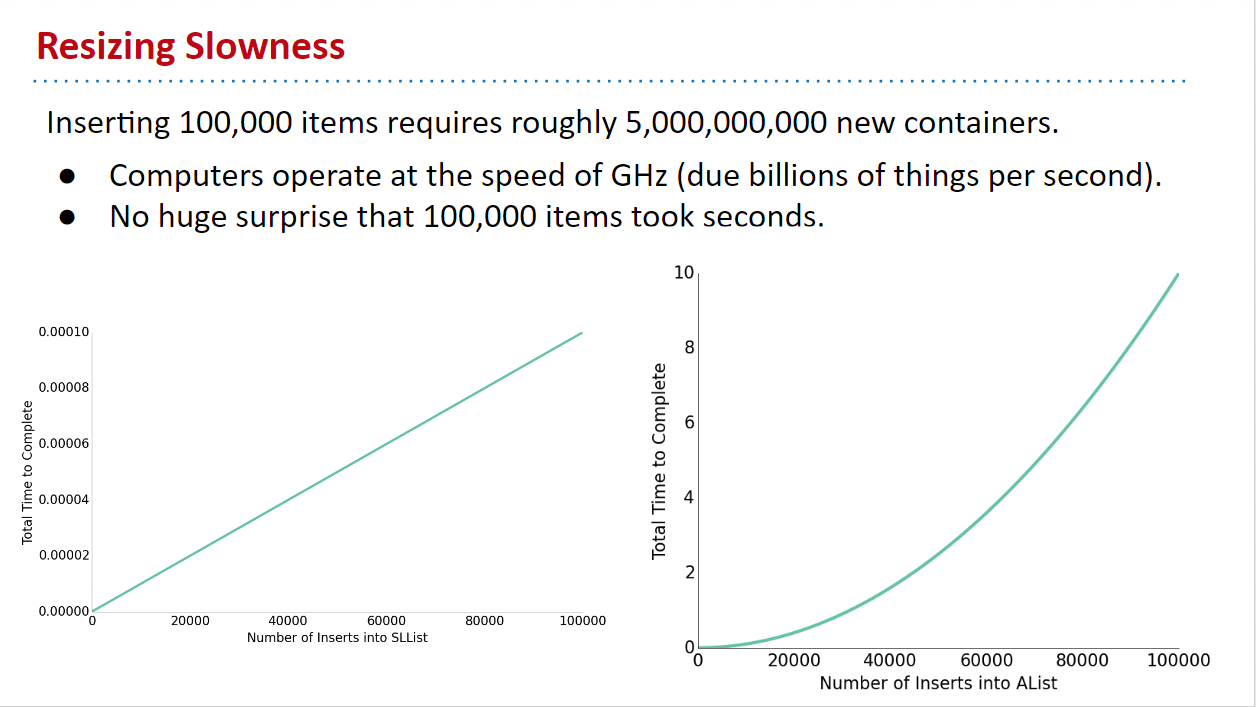 Resizing Slowness
Inserting 100,000 items requires roughly 5,000,000,000 new containers.
● Computers operate at the speed of GHz (due billions of things per second).
● No huge surprise that 100,000 items took seconds.
0.00010
0.00008
0.00006
0.00004
0.00002
0.00000
Total Time to Complete
0 20000 40000 60000 80000 100000
Number of Inserts into SLList
10
8
6
4
2
0
Total Time to Complete
0 20000 40000 60000 80000 100000
Number of Inserts into AList